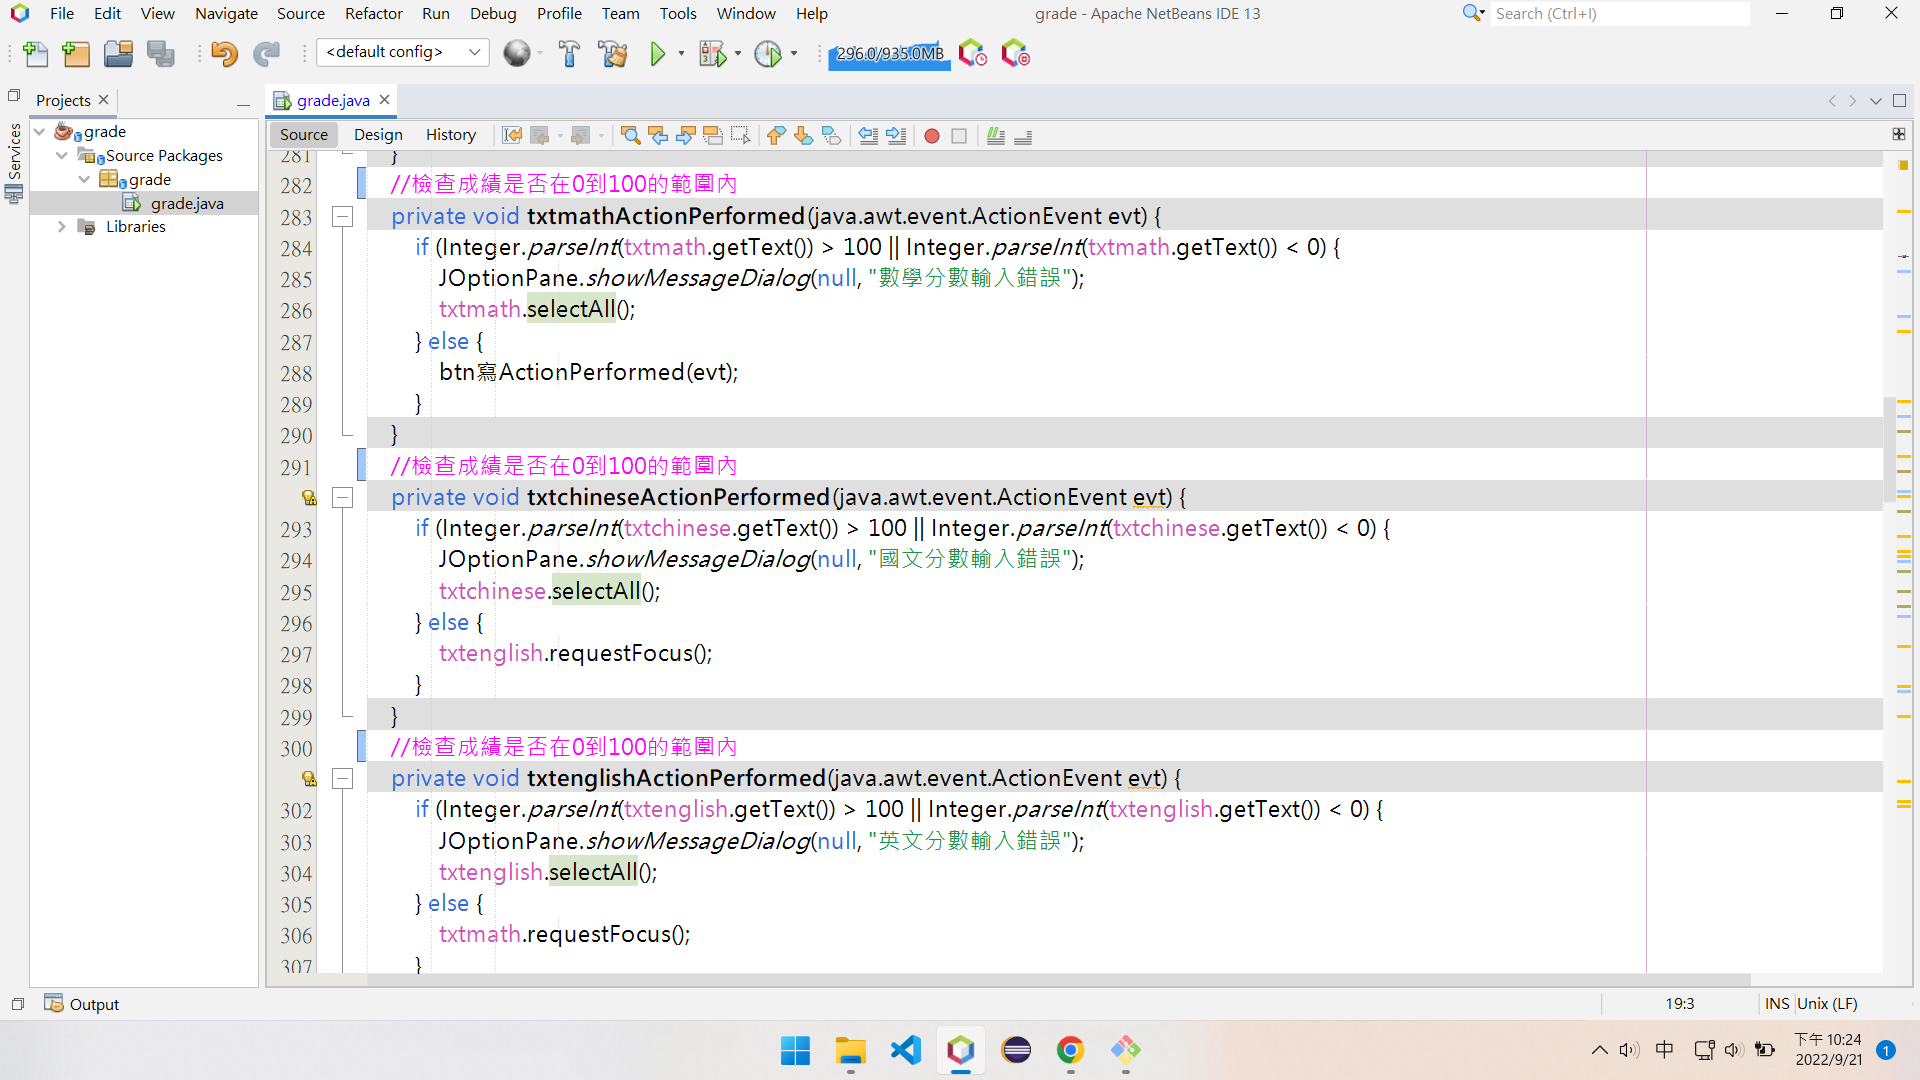 File Edit View Navigate Source Refactor Run Debug Profile Team Tools Window Help
grade - Apache NetBeans IDE 13
Search (Ctrl+I)
<default config>
296.0/935.0MB
Projects
grade.java
Services
grade
Source Packages
grade
grade.java
Libraries
Source Design History
281 }
282 //檢查成績是否在0到100的範圍內
283 private void txtmathActionPerformed(java.awt.event.ActionEvent evt) {
284 if (Integer.parseInt(txtmath.getText()) > 100 || Integer.parseInt(txtmath.getText()) < 0) {
285 JOptionPane.showMessageDialog(null, "數學分數輸入錯誤");
286 txtmath.selectAll();
287 } else {
288 btn寫ActionPerformed(evt);
289 }
290 }
291 //檢查成績是否在0到100的範圍內
private void txtchineseActionPerformed(java.awt.event.ActionEvent evt) {
293 if (Integer.parseInt(txtchinese.getText()) > 100 || Integer.parseInt(txtchinese.getText()) < 0) {
294 JOptionPane.showMessageDialog(null, "國文分數輸入錯誤");
295 txtchinese.selectAll();
296 } else {
297 txtenglish.requestFocus();
298 }
299 }
300 //檢查成績是否在0到100的範圍內
private void txtenglishActionPerformed(java.awt.event.ActionEvent evt) {
302 if (Integer.parseInt(txtenglish.getText()) > 100 || Integer.parseInt(txtenglish.getText()) < 0) {
303 JOptionPane.showMessageDialog(null, "英文分數輸入錯誤");
304 txtenglish.selectAll();
305 } else {
306 txtmath.requestFocus();
307 }
Output
19:3
INS
Unix (LF)
中
下午 10:24
2022/9/21
1